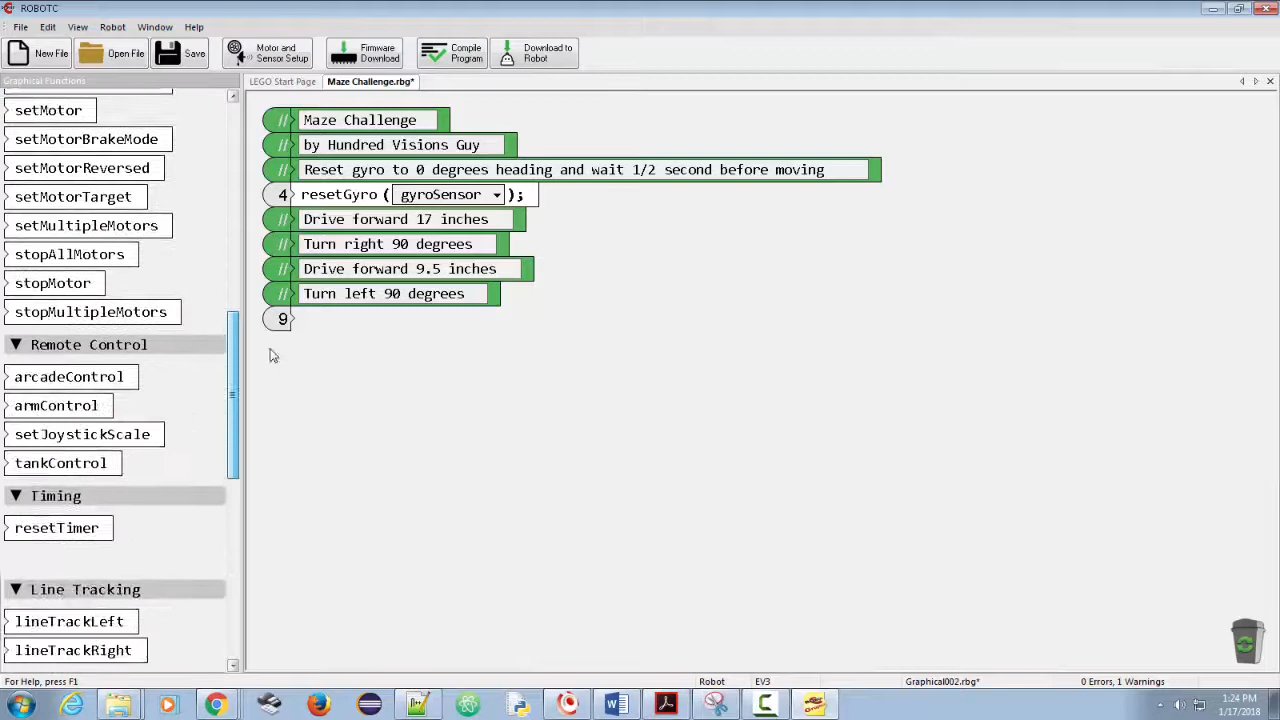 ROBOTC
File Edit View Robot Window Help
New File Open File Save Motor and Sensor Setup Firmware Download Compile Program Download to Robot
Graphical Functions
LEGO Start Page Maze Challenge.rbg*
setMotor
setMotorBrakeMode
setMotorReversed
setMotorTarget
setMultipleMotors
stopAllMotors
stopMotor
stopMultipleMotors
Remote Control
arcadeControl
armControl
setJoystickScale
tankControl
Timing
resetTimer
Line Tracking
lineTrackLeft
lineTrackRight
// Maze Challenge
// by Hundred Visions Guy
// Reset gyro to 0 degrees heading and wait 1/2 second before moving
4 resetGyro ( gyroSensor );
// Drive forward 17 inches
// Turn right 90 degrees
// Drive forward 9.5 inches
// Turn left 90 degrees
9
For Help, press F1 Robot EV3 Graphical002.rbg* 0 Errors, 1 Warnings
1:24 PM
1/17/2018